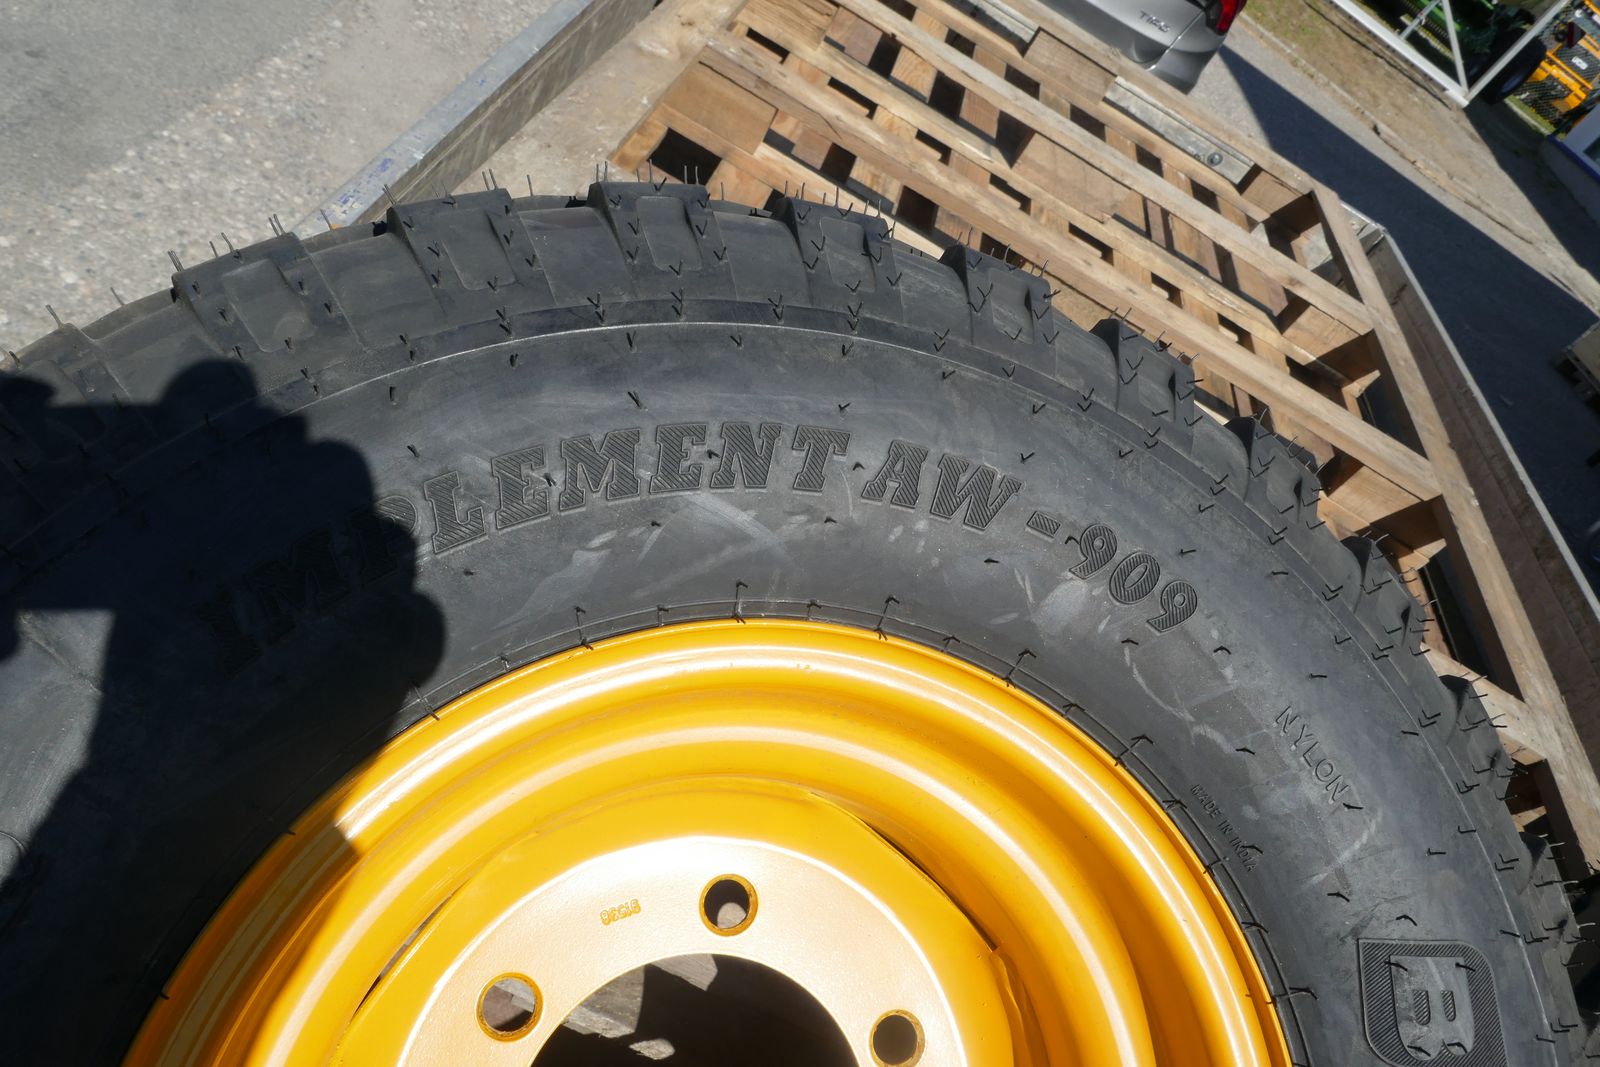 IMPLEMENT AW-909
NYLON
MADE IN INDIA
B